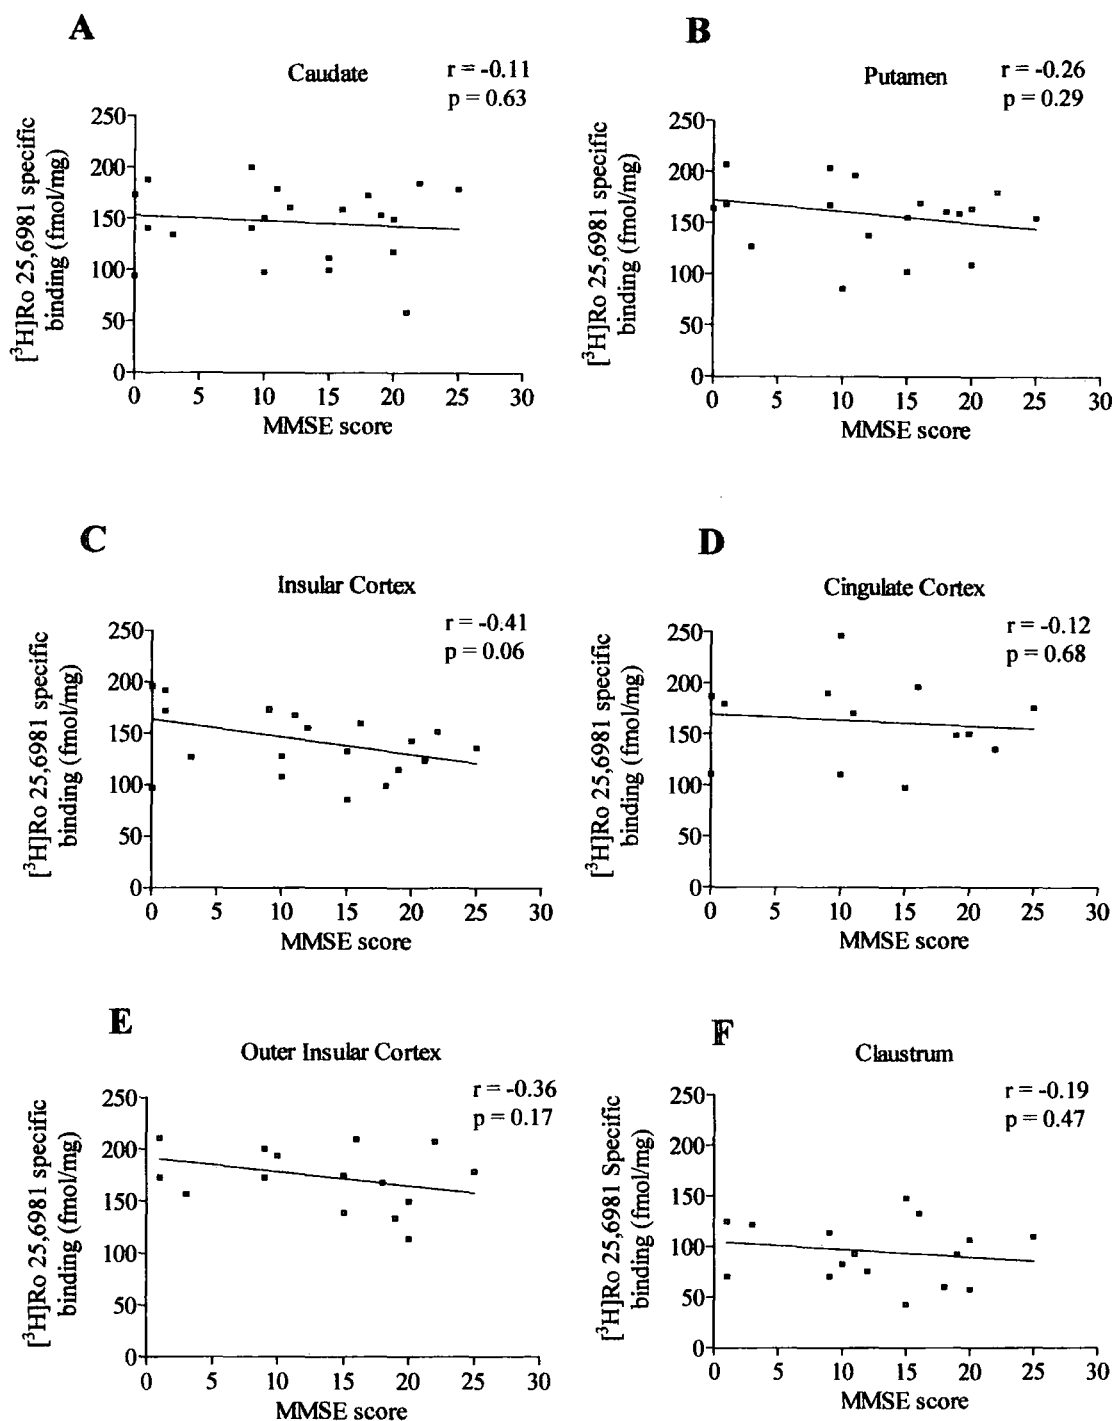 A
Caudate
r = -0.11
p = 0.63
[³H]Ro 25,6981 specific
binding (fmol/mg)
250
200
150
100
50
0
0 5 10 15 20 25 30
MMSE score
B
Putamen
r = -0.26
p = 0.29
[³H]Ro 25,6981 specific
binding (fmol/mg)
250
200
150
100
50
0
0 5 10 15 20 25 30
MMSE score
C
Insular Cortex
r = -0.41
p = 0.06
[³H]Ro 25,6981 specific
binding (fmol/mg)
250
200
150
100
50
0
0 5 10 15 20 25 30
MMSE score
D
Cingulate Cortex
r = -0.12
p = 0.68
[³H]Ro 25,6981 specific
binding (fmol/mg)
250
200
150
100
50
0
0 5 10 15 20 25 30
MMSE score
E
Outer Insular Cortex
r = -0.36
p = 0.17
[³H]Ro 25,6981 specific
binding (fmol/mg)
250
200
150
100
50
0
0 5 10 15 20 25 30
MMSE score
F
Claustrum
r = -0.19
p = 0.47
[³H]Ro 25,6981 Specific
binding (fmol/mg)
250
200
150
100
50
0
0 5 10 15 20 25 30
MMSE score